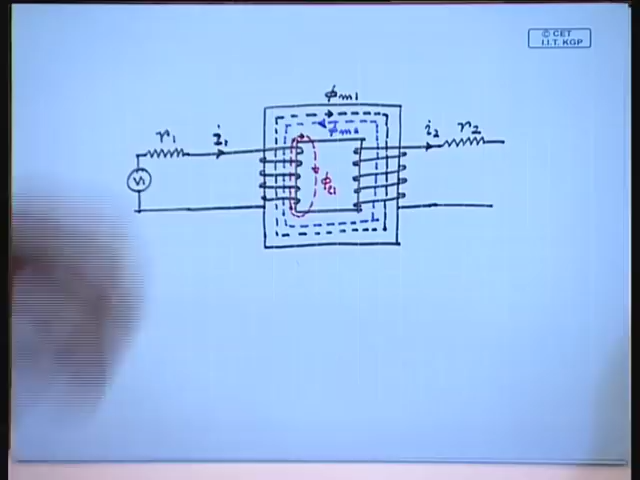 © CET
I.I.T. KGP
ϕm1
r1
i1
ϕm2
i2
r2
V1
ϕl1